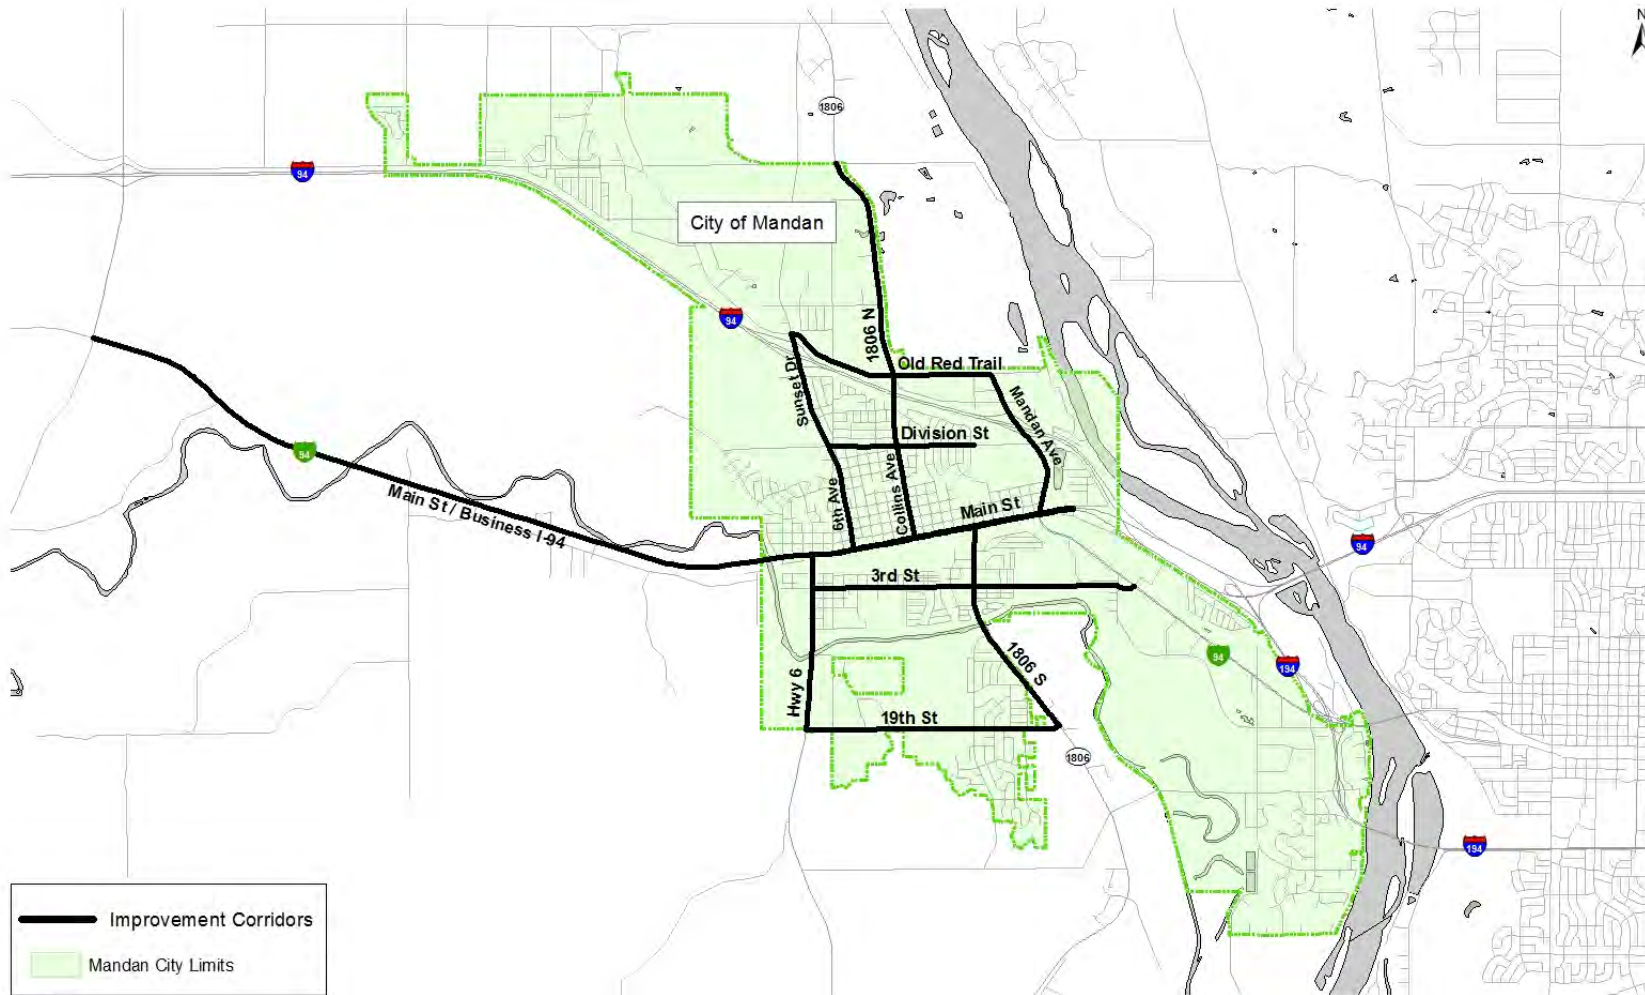 N
1806
94
City of Mandan
94
1806 N
Old Red Trail
Sunset Dr
Mandan Ave
Division St
94
Main St / Business I-94
6th Ave
Collins Ave
Main St
94
3rd St
94
194
1806 S
Hwy 6
19th St
1806
194
Improvement Corridors
Mandan City Limits